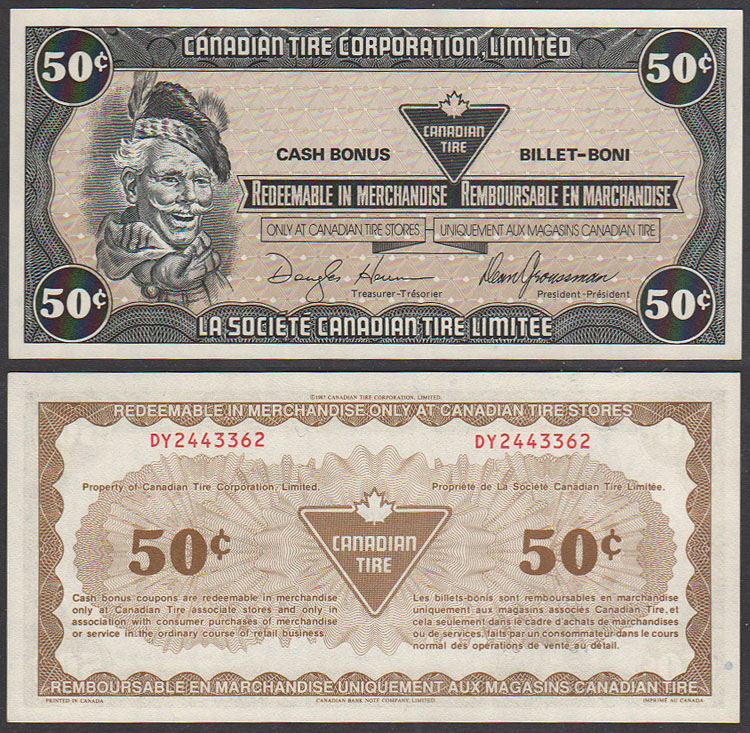 CANADIAN TIRE CORPORATION, LIMITED
50¢ 50¢
CANADIAN
TIRE
CASH BONUS BILLET-BONI
REDEEMABLE IN MERCHANDISE REMBOURSABLE EN MARCHANDISE
ONLY AT CANADIAN TIRE STORES – UNIQUEMENT AUX MAGASINS CANADIAN TIRE
Dean Groussman
Treasurer-Trésorier President-Président
50¢ 50¢
LA SOCIÉTÉ CANADIAN TIRE LIMITÉE
©1987 CANADIAN TIRE CORPORATION, LIMITED.
REDEEMABLE IN MERCHANDISE ONLY AT CANADIAN TIRE STORES
DY2443362 DY2443362
Property of Canadian Tire Corporation, Limited. Propriété de La Société Canadian Tire Limitée.
50¢ 50¢
CANADIAN
TIRE
Cash bonus coupons are redeemable in merchandise
only at Canadian Tire associate stores and only in
association with consumer purchases of merchandise
or service in the ordinary course of retail business.
Les billets-bonis sont remboursables en marchandise
uniquement aux magasins associés Canadian Tire, et
cela seulement dans le cadre d'achats de marchandises
ou de services, faits par un consommateur dans le cours
normal des opérations de vente au détail.
REMBOURSABLE EN MARCHANDISE UNIQUEMENT AUX MAGASINS CANADIAN TIRE
PRINTED IN CANADA CANADIAN BANK NOTE COMPANY, LIMITED. IMPRIMÉ AU CANADA